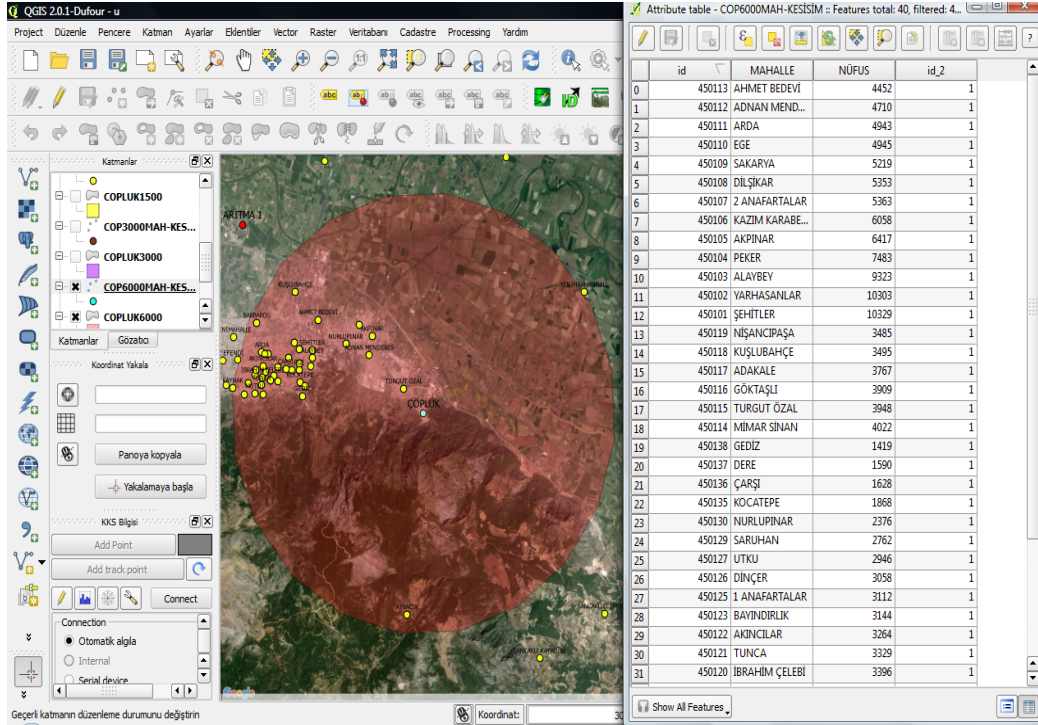 QGIS 2.0.1-Dufour - u
Project Düzenle Pencere Katman Ayarlar Eklentiler Vector Raster Veritabanı Cadastre Processing Yardım
Katmanlar
COPLUK1500
COP3000MAH-KES...
COPLUK3000
COP6000MAH-KES...
COPLUK6000
Katmanlar Gözatıcı
Koordinat Yakala
Panoya kopyala
Yakalamaya başla
KKS Bilgisi
Add Point
Add track point
Connect
Connection
Otomatik algıla
Internal
Serial device
Geçerli katmanın düzenleme durumunu değiştirin
Koordinat:
ARITMA 1
KUŞLUBAHÇE
BARBAROS
AHMET BEDEVİ
AKPINAR
NURLUPINAR
ARDA
TURGUT ÖZAL
ÇÖPLÜK
Google
Attribute table - COP6000MAH-KESİSİM :: Features total: 40, filtered: 4...
id MAHALLE NÜFUS id_2
0 450113 AHMET BEDEVİ 4452 1
1 450112 ADNAN MEND... 4710 1
2 450111 ARDA 4943 1
3 450110 EGE 4945 1
4 450109 SAKARYA 5219 1
5 450108 DİLŞİKAR 5353 1
6 450107 2 ANAFARTALAR 5363 1
7 450106 KAZIM KARABE... 6058 1
8 450105 AKPINAR 6417 1
9 450104 PEKER 7483 1
10 450103 ALAYBEY 9323 1
11 450102 YARHASANLAR 10303 1
12 450101 ŞEHİTLER 10329 1
13 450119 NİŞANCIPAŞA 3485 1
14 450118 KUŞLUBAHÇE 3495 1
15 450117 ADAKALE 3767 1
16 450116 GÖKTAŞLI 3909 1
17 450115 TURGUT ÖZAL 3948 1
18 450114 MİMAR SİNAN 4022 1
19 450138 GEDİZ 1419 1
20 450137 DERE 1590 1
21 450136 ÇARŞI 1628 1
22 450135 KOCATEPE 1868 1
23 450130 NURLUPINAR 2376 1
24 450129 SARUHAN 2762 1
25 450127 UTKU 2946 1
26 450126 DİNÇER 3058 1
27 450125 1 ANAFARTALAR 3112 1
28 450123 BAYINDIRLIK 3144 1
29 450122 AKINCILAR 3264 1
30 450121 TUNCA 3329 1
31 450120 İBRAHİM ÇELEBİ 3396 1
Show All Features